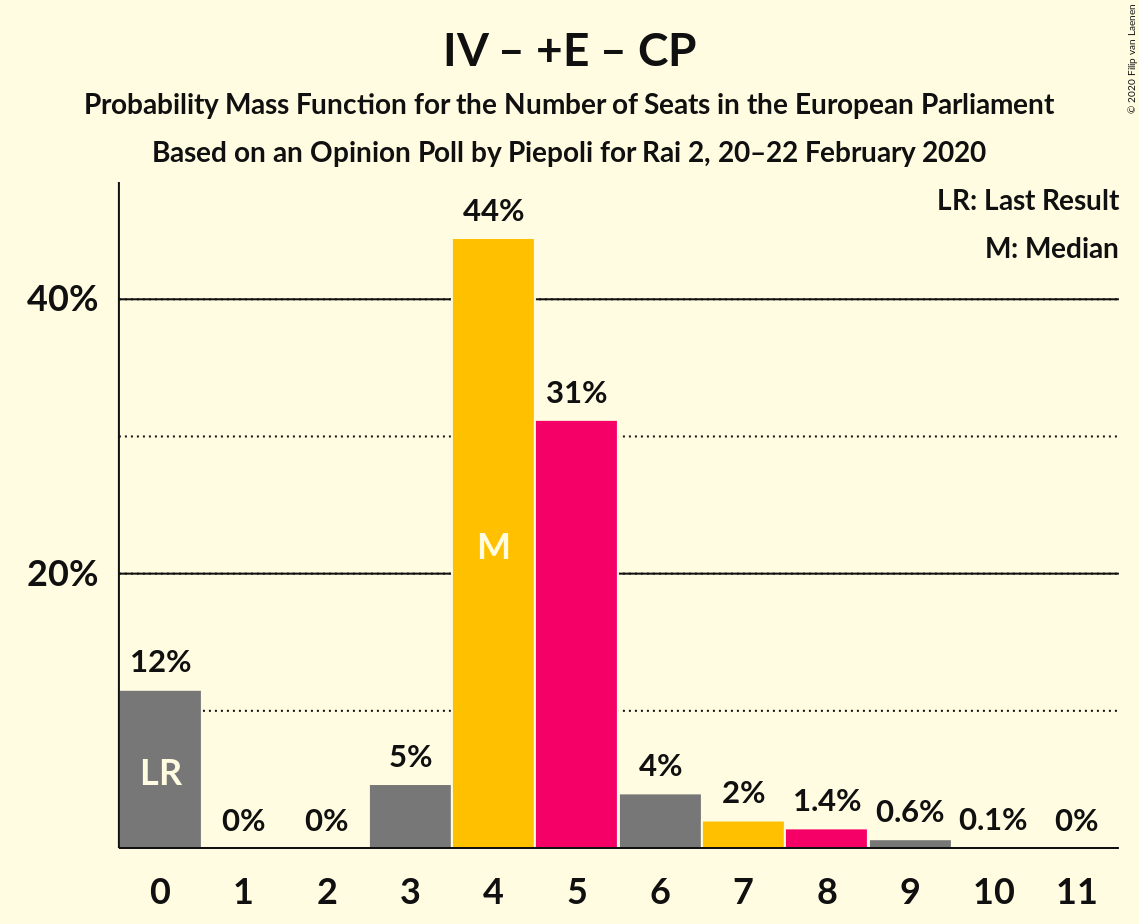 IV – +E – CP
Probability Mass Function for the Number of Seats in the European Parliament
Based on an Opinion Poll by Piepoli for Rai 2, 20–22 February 2020
© 2020 Filip van Laenen
LR: Last Result
M: Median
44%
40%
31%
M
20%
12%
LR
0%
0%
5%
4%
2%
1.4%
0.6%
0.1%
0%
0 1 2 3 4 5 6 7 8 9 10 11